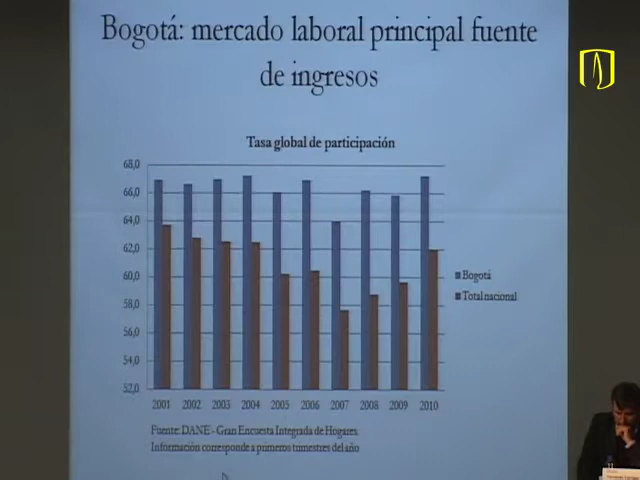 Bogotá: mercado laboral principal fuente
de ingresos
Tasa global de participación
68,0
66,0
64,0
62,0
60,0
58,0
56,0
54,0
52,0
Bogotá
Total nacional
2001 2002 2003 2004 2005 2006 2007 2008 2009 2010
Fuente: DANE - Gran Encuesta Integrada de Hogares.
Información corresponde a primeros trimestres del año